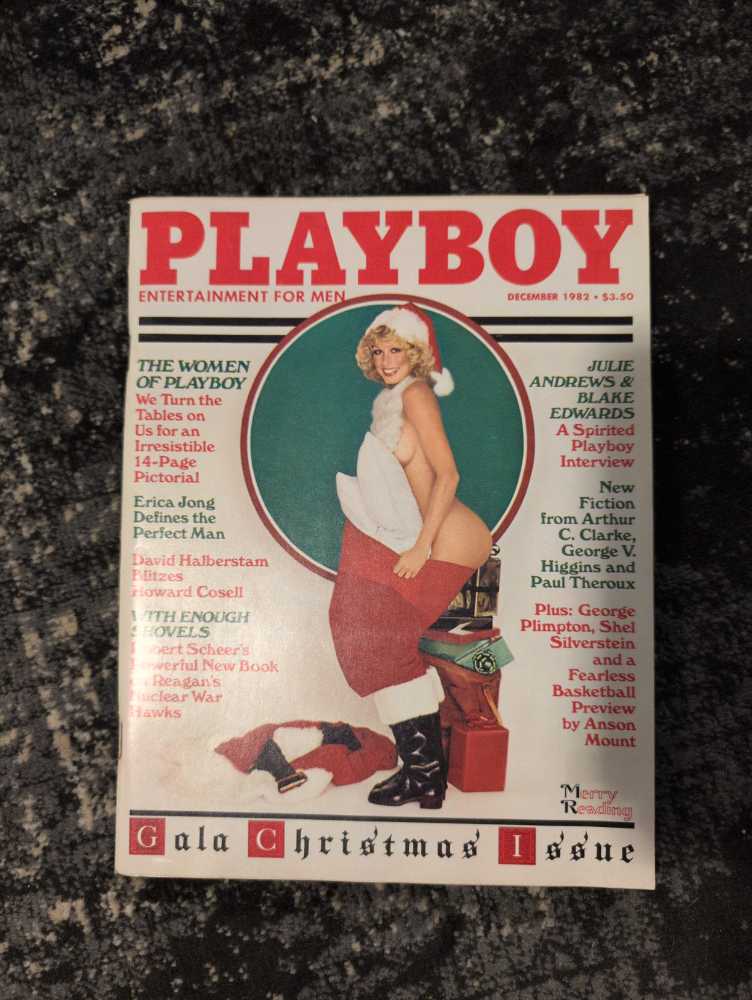 PLAYBOY
ENTERTAINMENT FOR MEN
DECEMBER 1982 • $3.50
THE WOMEN
OF PLAYBOY
We Turn the
Tables on
Us for an
Irresistible
14-Page
Pictorial
Erica Jong
Defines the
Perfect Man
David Halberstam
Blitzes
Howard Cosell
WITH ENOUGH
SHOVELS
Robert Scheer's
Powerful New Book
on Reagan's
Nuclear War
Hawks
JULIE
ANDREWS &
BLAKE
EDWARDS
A Spirited
Playboy
Interview
New
Fiction
from Arthur
C. Clarke,
George V.
Higgins and
Paul Theroux
Plus: George
Plimpton, Shel
Silverstein
and a
Fearless
Basketball
Preview
by Anson
Mount
Merry
Reading
Gala Christmas Issue